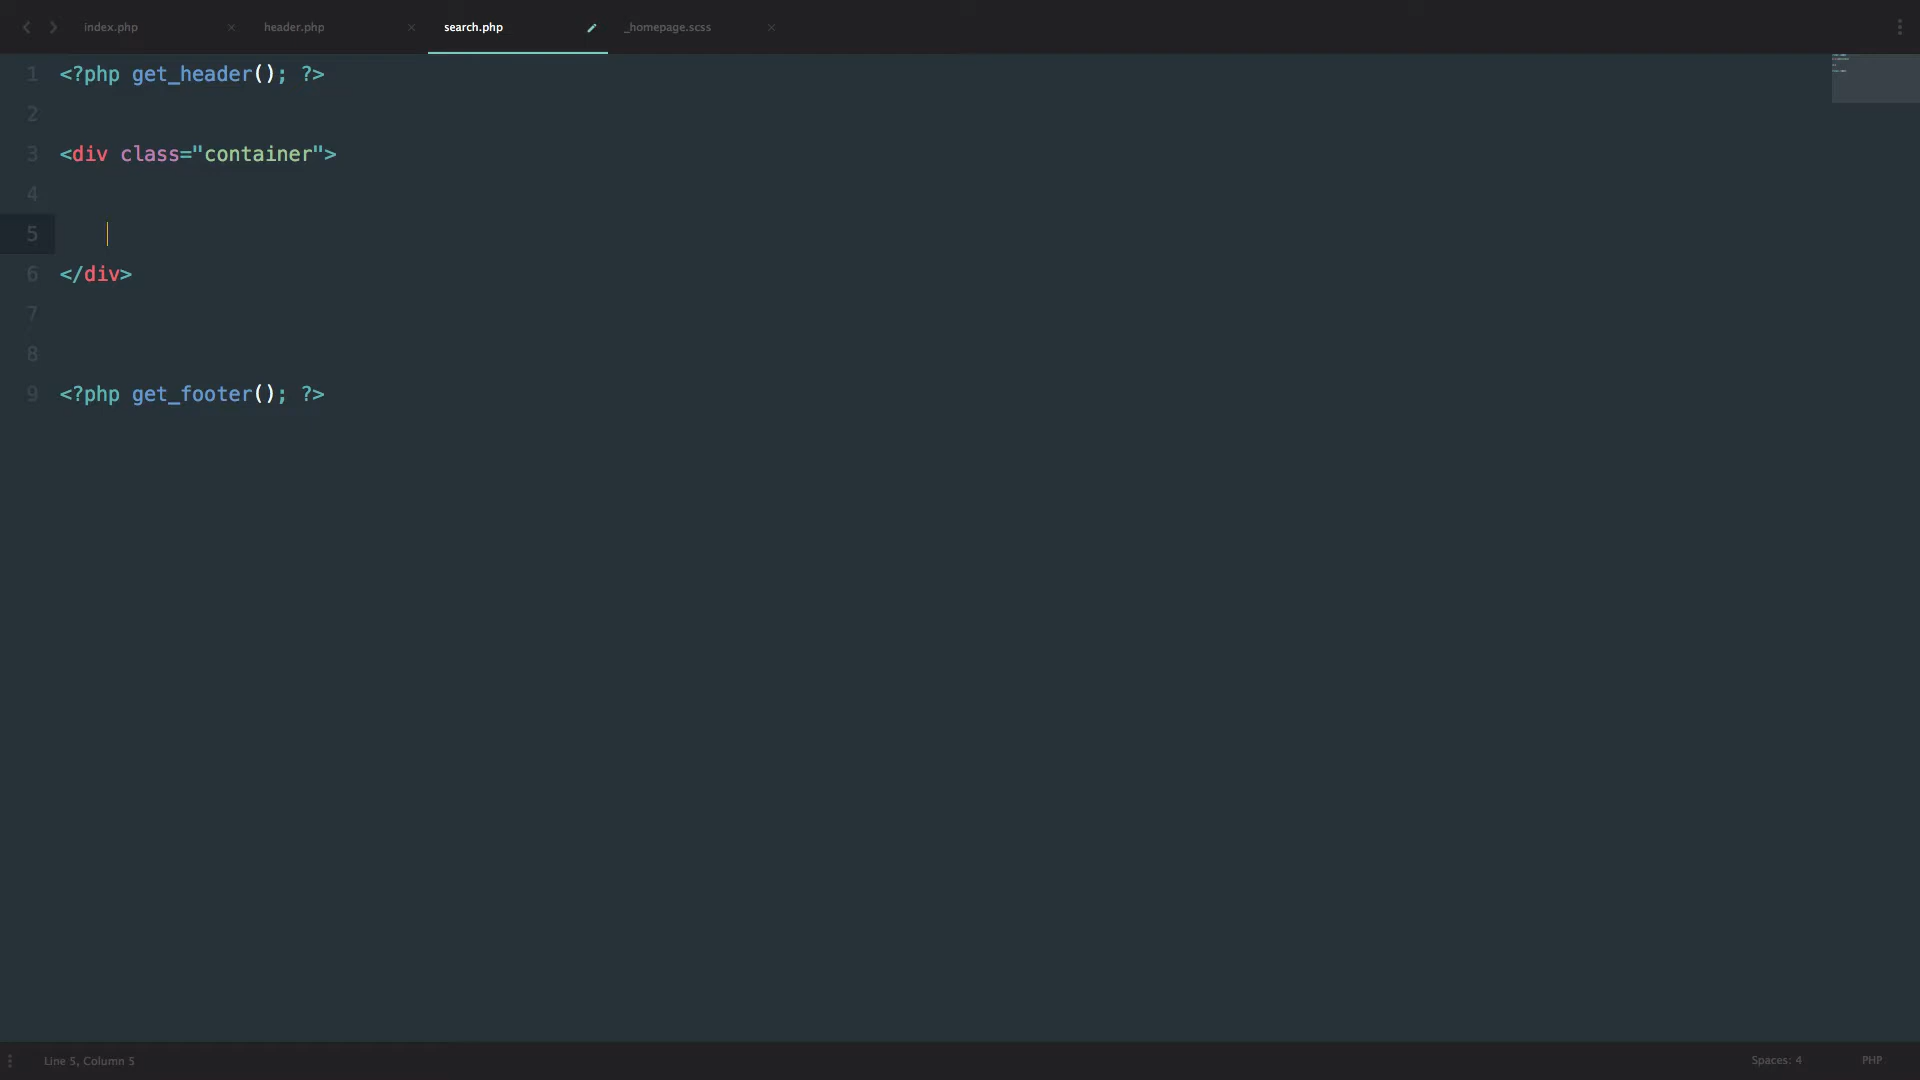 index.php header.php search.php _homepage.scss
1 <?php get_header(); ?>
2
3 <div class="container">
4
5
6 </div>
7
8
9 <?php get_footer(); ?>
Line 5, Column 5 Spaces: 4 PHP